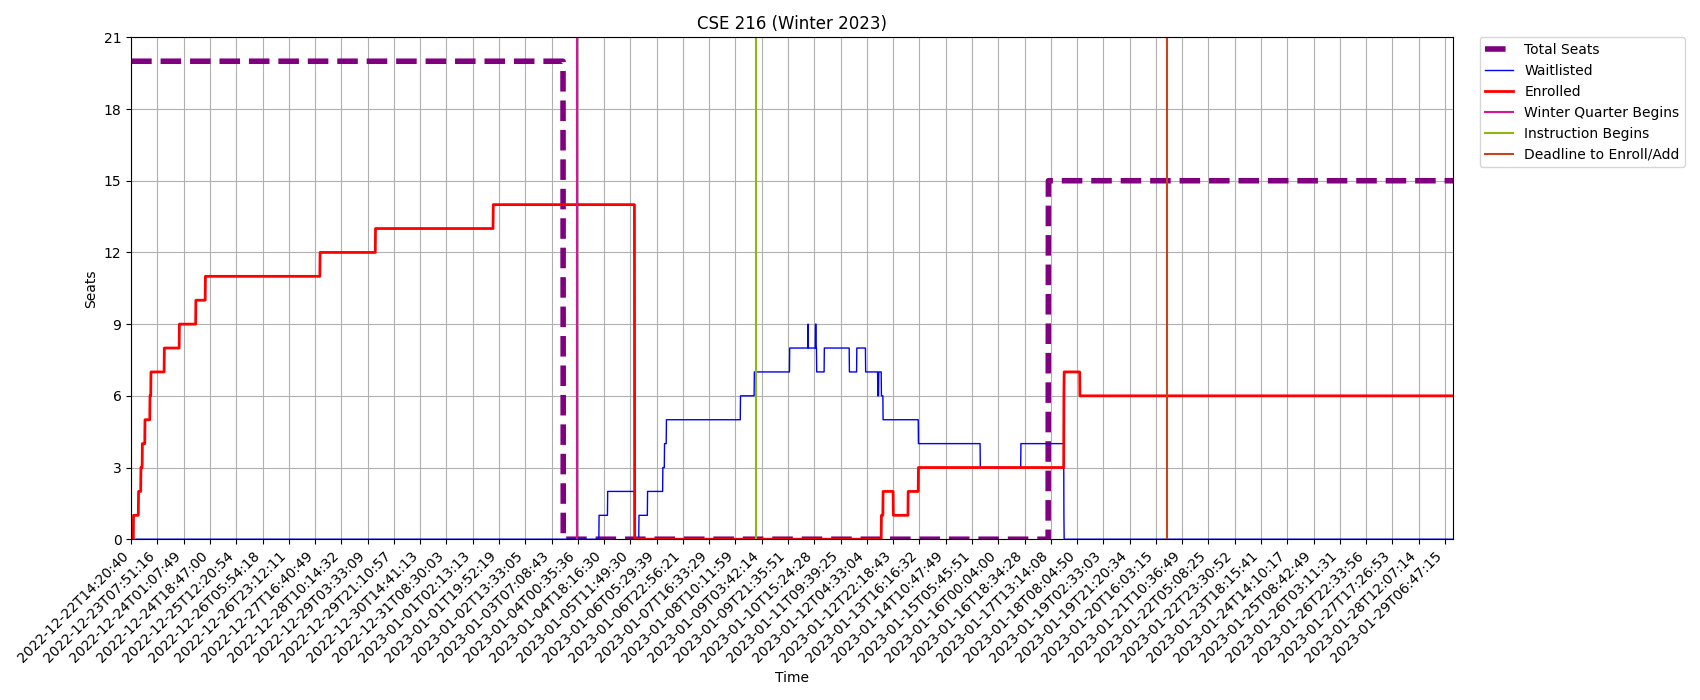 CSE 216 (Winter 2023)
21
18
15
12
9
6
3
0
Seats
Total Seats
Waitlisted
Enrolled
Winter Quarter Begins
Instruction Begins
Deadline to Enroll/Add
2022-12-22T14:20:40
2022-12-23T07:51:16
2022-12-24T01:07:49
2022-12-24T18:47:00
2022-12-25T12:20:54
2022-12-26T05:54:18
2022-12-26T23:12:11
2022-12-27T16:40:49
2022-12-28T10:14:32
2022-12-29T03:33:09
2022-12-29T21:10:57
2022-12-30T14:41:13
2022-12-31T08:30:03
2023-01-01T02:13:13
2023-01-01T19:52:19
2023-01-02T13:33:05
2023-01-03T07:08:43
2023-01-04T00:35:36
2023-01-04T18:16:30
2023-01-05T11:49:30
2023-01-06T05:29:39
2023-01-06T22:56:21
2023-01-07T16:33:29
2023-01-08T10:11:59
2023-01-09T03:42:14
2023-01-09T21:35:51
2023-01-10T15:24:28
2023-01-11T09:39:25
2023-01-12T04:33:04
2023-01-12T22:18:43
2023-01-13T16:16:32
2023-01-14T10:47:49
2023-01-15T05:45:51
2023-01-16T00:04:00
2023-01-16T18:34:28
2023-01-17T13:14:08
2023-01-18T08:04:50
2023-01-19T02:33:03
2023-01-19T21:20:34
2023-01-20T16:03:15
2023-01-21T10:36:49
2023-01-22T05:08:25
2023-01-22T23:30:52
2023-01-23T18:15:41
2023-01-24T14:10:17
2023-01-25T08:42:49
2023-01-26T03:11:31
2023-01-26T22:33:56
2023-01-27T17:26:53
2023-01-28T12:07:14
2023-01-29T06:47:15
Time